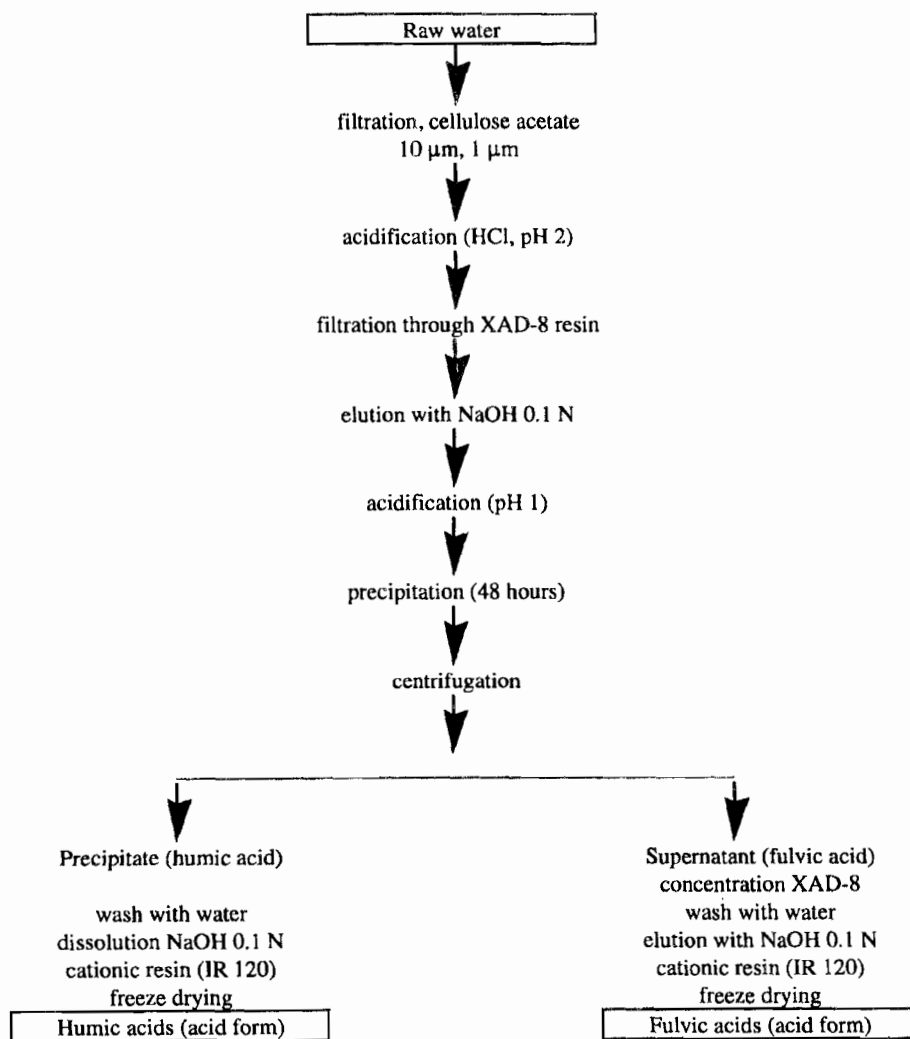 Raw water
filtration, cellulose acetate
10 µm, 1 µm
acidification (HCl, pH 2)
filtration through XAD-8 resin
elution with NaOH 0.1 N
acidification (pH 1)
precipitation (48 hours)
centrifugation
Precipitate (humic acid)
wash with water
dissolution NaOH 0.1 N
cationic resin (IR 120)
freeze drying
Humic acids (acid form)
Supernatant (fulvic acid)
concentration XAD-8
wash with water
elution with NaOH 0.1 N
cationic resin (IR 120)
freeze drying
Fulvic acids (acid form)